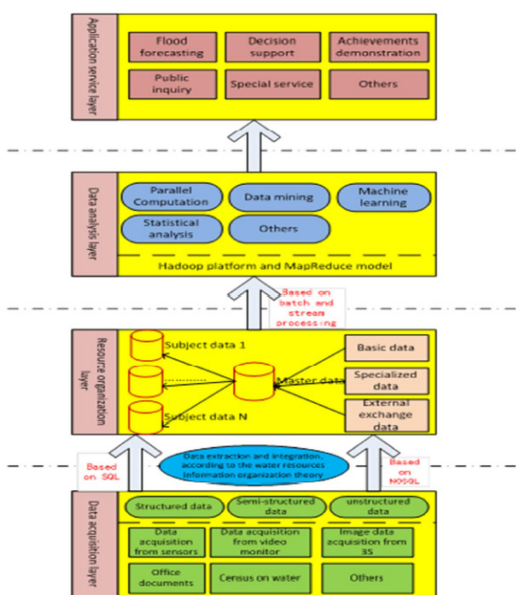 Application service layer
Flood
forecasting
Decision
support
Achievements
demonstration
Public
inquiry
Special service
Others
Data analysis layer
Parallel
Computation
Data mining
Machine
learning
Statistical
analysis
Others
Hadoop platform and MapReduce model
Based on
batch and
stream
processing
Resource organization
layer
Subject data 1
..........
Subject data N
Master data
Basic data
Specialized
data
External
exchange
data
Based
on SQL
Data extraction and integration,
according to the water resources
information organization theory
Based
on
NOSQL
Data acquisition layer
Structured data
Semi-structured
data
unstructured
data
Data
acquisition
from sensors
Data acquisition
from video
monitor
Image data
acquisition from
3S
Office
documents
Census on water
Others